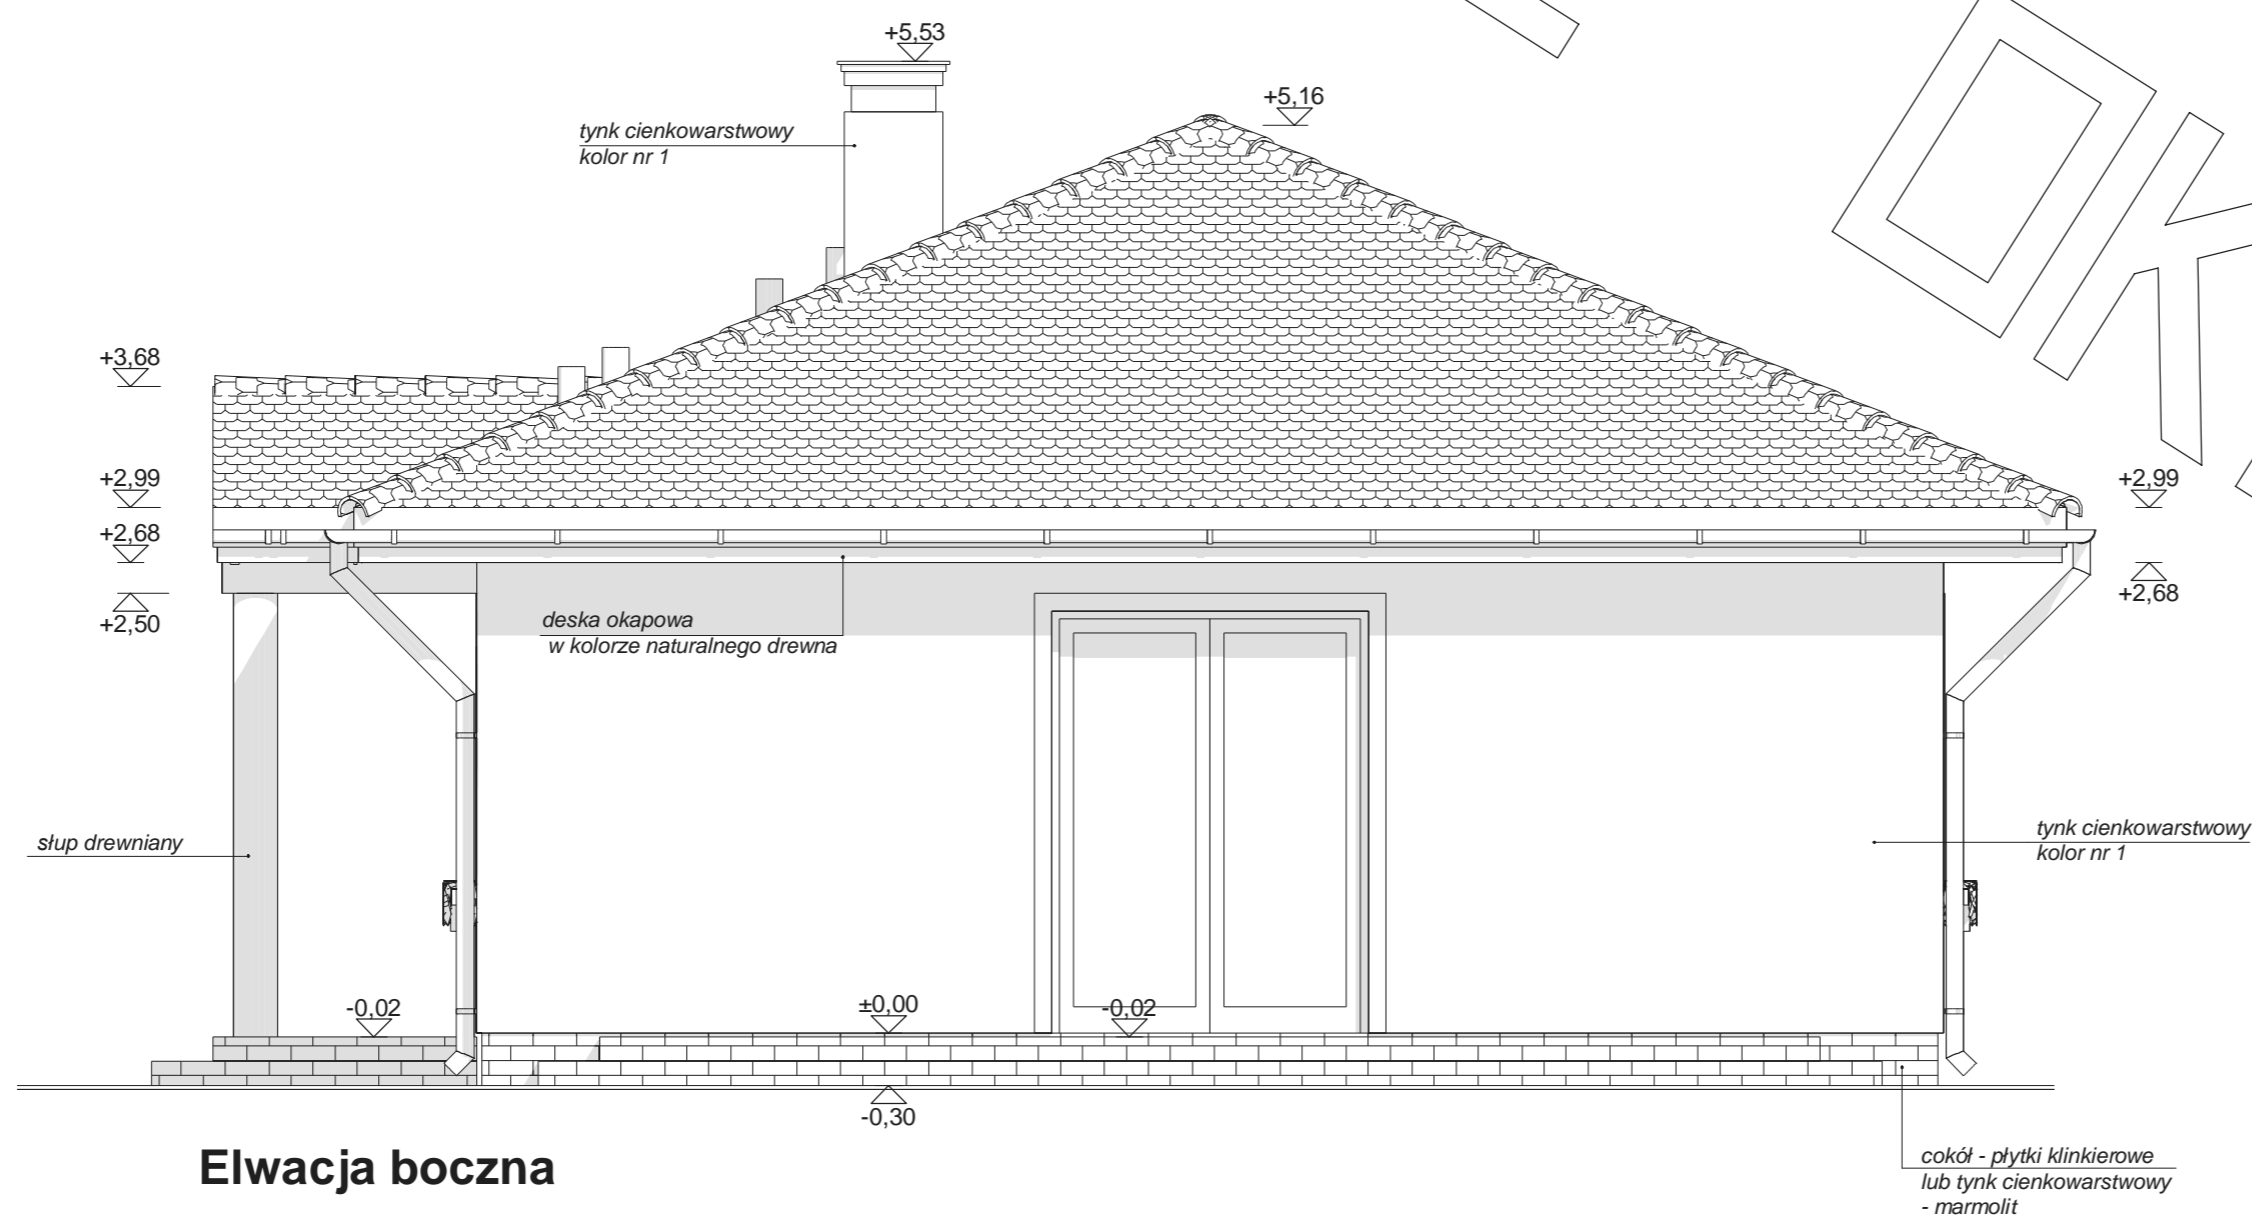 +5,53
+5,16
tynk cienkowarstwowy
kolor nr 1
+3,68
+2,99
+2,99
+2,68
+2,68
+2,50
deska okapowa
w kolorze naturalnego drewna
słup drewniany
tynk cienkowarstwowy
kolor nr 1
-0,02
±0,00
-0,02
-0,30
Elwacja boczna
cokół - płytki klinkierowe
lub tynk cienkowarstwowy
- marmolit